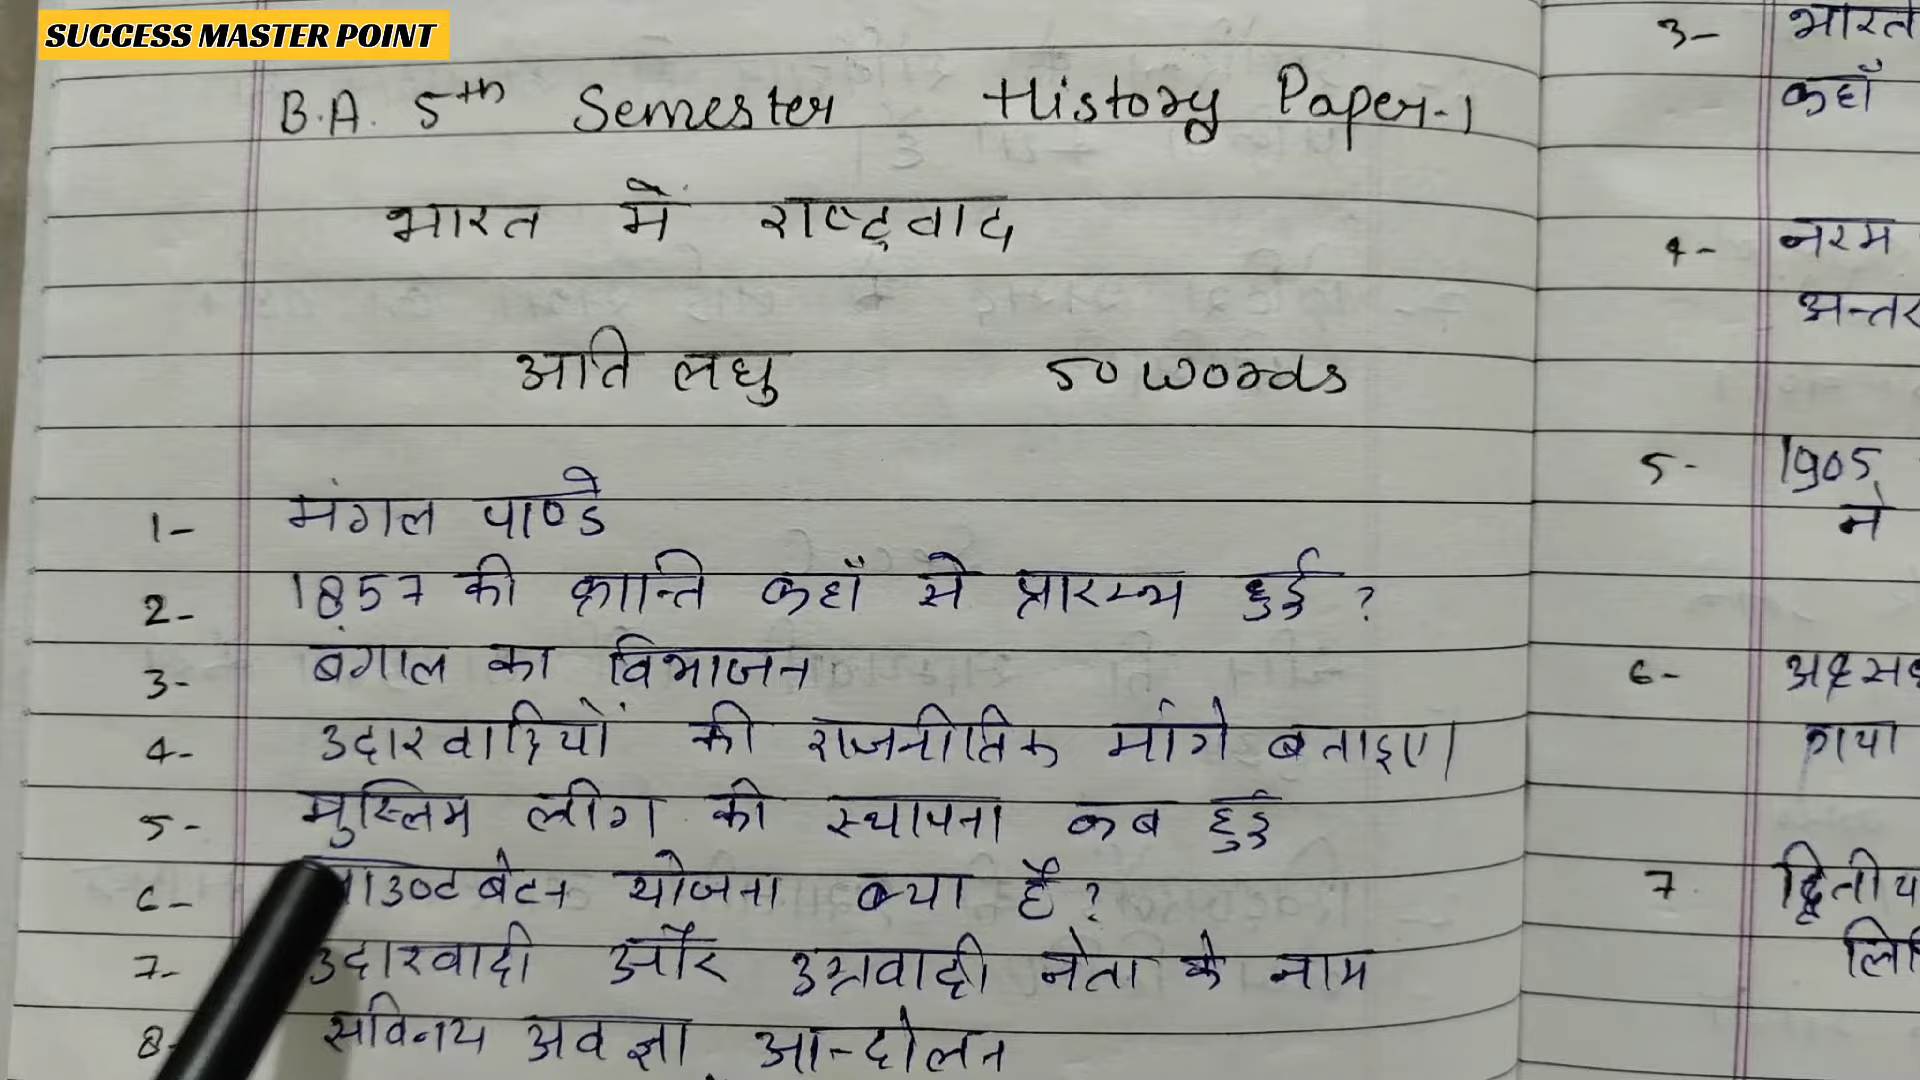 SUCCESS MASTER POINT
B.A. 5th Semester History Paper-1
भारत में राष्ट्रवाद
अति लघु 50 words
1- मंगल पाण्डे
2- 1857 की क्रान्ति कहाँ से प्रारम्भ हुई ?
3- बंगाल का विभाजन
4- उदारवादियों की राजनीतिक मांगे बताइए।
5- मुस्लिम लीग की स्थापना कब हुई
6- माउण्टबेटन योजना क्या है ?
7- उदारवादी और उग्रवादी नेता के नाम
8- सविनय अवज्ञा आन्दोलन
3- भारत
कहाँ
4- नरम
अन्तर
5- 1905
ने
6-
गया
7 द्वितीय